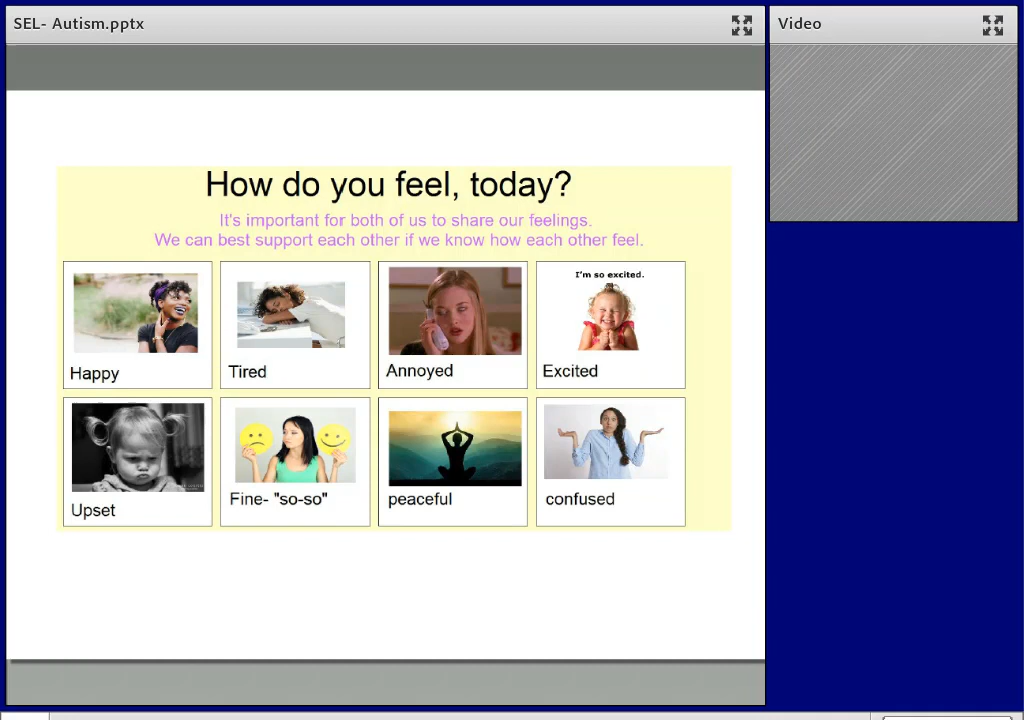 SEL- Autism.pptx
Video
How do you feel, today?
It's important for both of us to share our feelings.
We can best support each other if we know how each other feel.
I'm so excited.
Happy
Tired
Annoyed
Excited
Upset
Fine- "so-so"
peaceful
confused